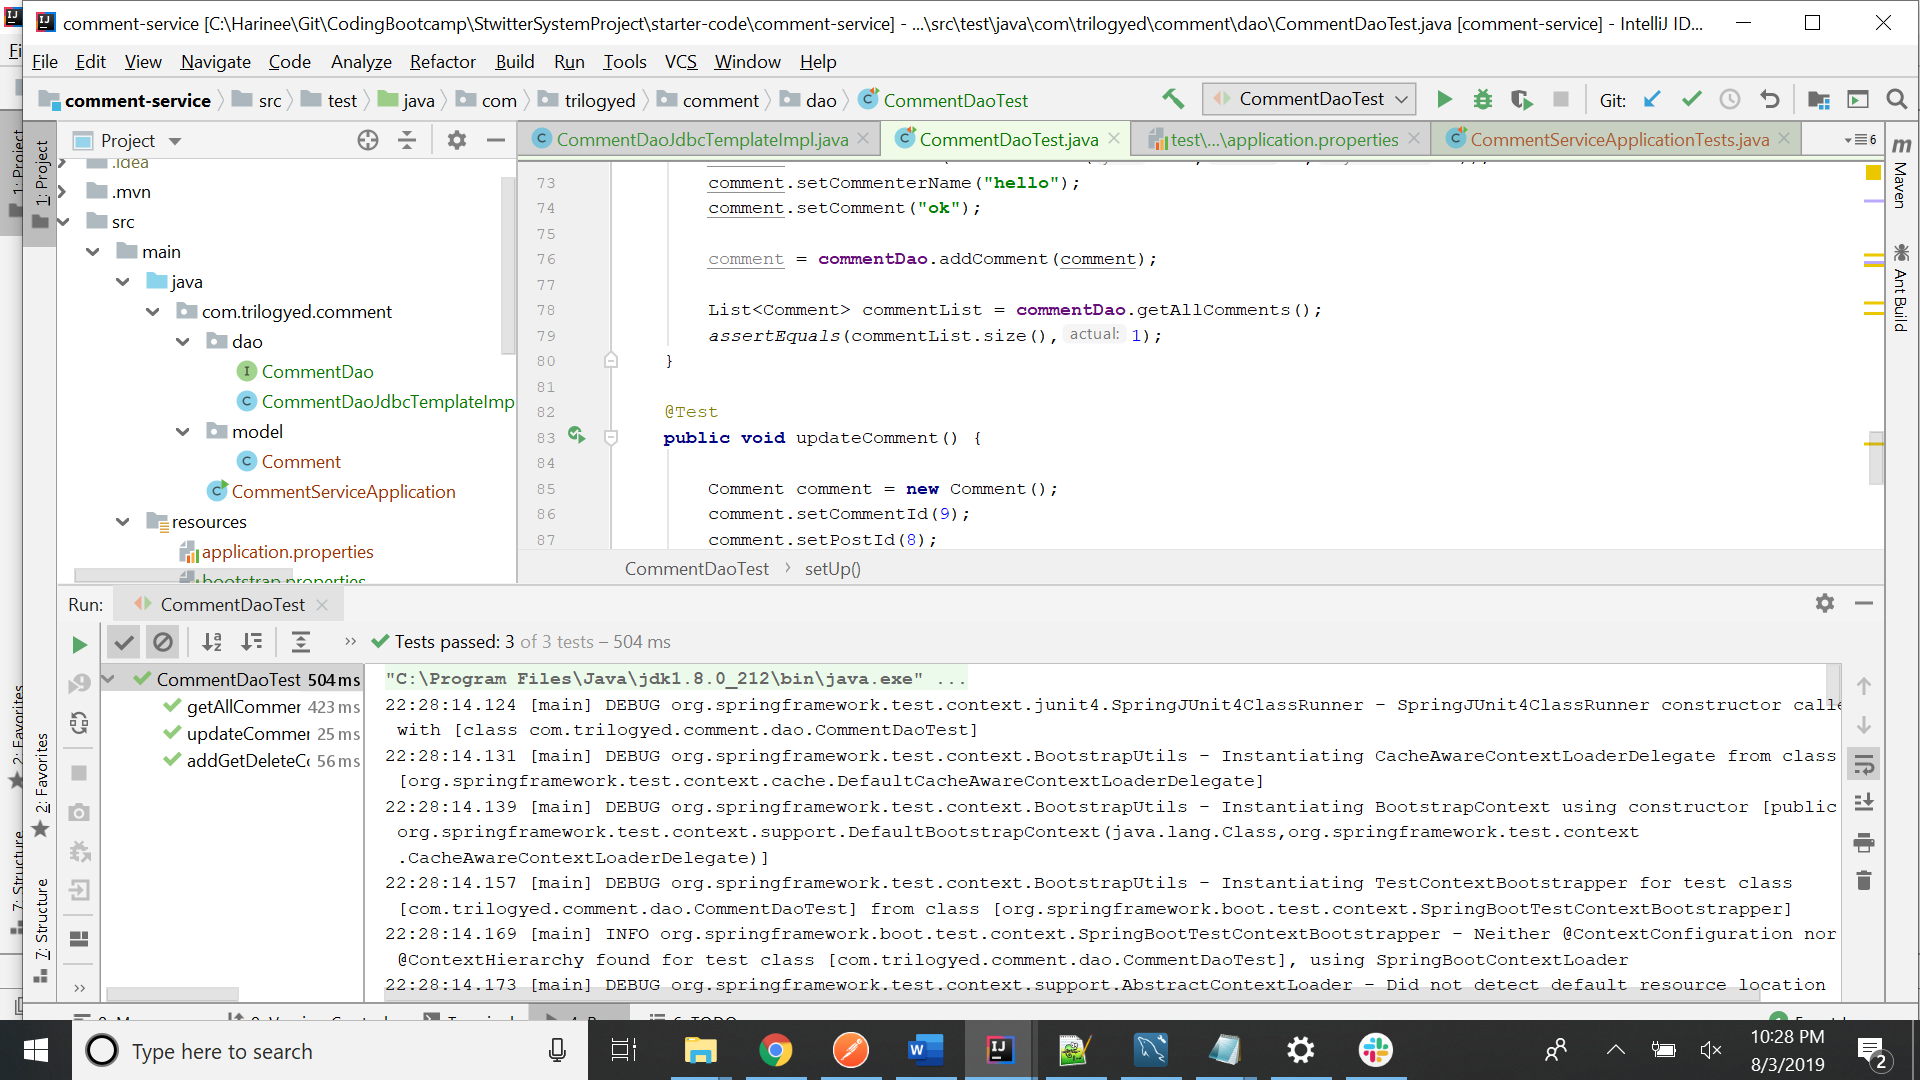 comment-service [C:\Harinee\Git\CodingBootcamp\StwitterSystemProject\starter-code\comment-service] - ...\src\test\java\com\trilogyed\comment\dao\CommentDaoTest.java [comment-service] - IntelliJ ID...
File Edit View Navigate Code Analyze Refactor Build Run Tools VCS Window Help
comment-service src test java com trilogyed comment dao CommentDaoTest CommentDaoTest Git:
Project CommentDaoJdbcTemplateImpl.java CommentDaoTest.java test\...\application.properties CommentServiceApplicationTests.java 6
1: Project
1: Project
2: Favorites
2: Favorites
7: Structure
7: Structure
Maven
Ant Build
.idea
.mvn
src
main
java
com.trilogyed.comment
dao
CommentDao
CommentDaoJdbcTemplateImp
model
Comment
CommentServiceApplication
resources
application.properties
bootstrap.properties
73 comment.setCommenterName("hello");
74 comment.setComment("ok");
75
76 comment = commentDao.addComment(comment);
77
78 List<Comment> commentList = commentDao.getAllComments();
79 assertEquals(commentList.size(), actual: 1);
80 }
81
82 @Test
83 public void updateComment() {
84
85 Comment comment = new Comment();
86 comment.setCommentId(9);
87 comment.setPostId(8);
CommentDaoTest › setUp()
Run: CommentDaoTest
Tests passed: 3 of 3 tests – 504 ms
CommentDaoTest 504 ms
getAllCommer 423 ms
updateCommer 25 ms
addGetDeleteCo 56 ms
"C:\Program Files\Java\jdk1.8.0_212\bin\java.exe" ...
22:28:14.124 [main] DEBUG org.springframework.test.context.junit4.SpringJUnit4ClassRunner - SpringJUnit4ClassRunner constructor calle
with [class com.trilogyed.comment.dao.CommentDaoTest]
22:28:14.131 [main] DEBUG org.springframework.test.context.BootstrapUtils - Instantiating CacheAwareContextLoaderDelegate from class
[org.springframework.test.context.cache.DefaultCacheAwareContextLoaderDelegate]
22:28:14.139 [main] DEBUG org.springframework.test.context.BootstrapUtils - Instantiating BootstrapContext using constructor [public
org.springframework.test.context.support.DefaultBootstrapContext(java.lang.Class,org.springframework.test.context
.CacheAwareContextLoaderDelegate)]
22:28:14.157 [main] DEBUG org.springframework.test.context.BootstrapUtils - Instantiating TestContextBootstrapper for test class
[com.trilogyed.comment.dao.CommentDaoTest] from class [org.springframework.boot.test.context.SpringBootTestContextBootstrapper]
22:28:14.169 [main] INFO org.springframework.boot.test.context.SpringBootTestContextBootstrapper - Neither @ContextConfiguration nor
@ContextHierarchy found for test class [com.trilogyed.comment.dao.CommentDaoTest], using SpringBootContextLoader
22:28:14.173 [main] DEBUG org.springframework.test.context.support.AbstractContextLoader - Did not detect default resource location
Type here to search
10:28 PM
8/3/2019
2